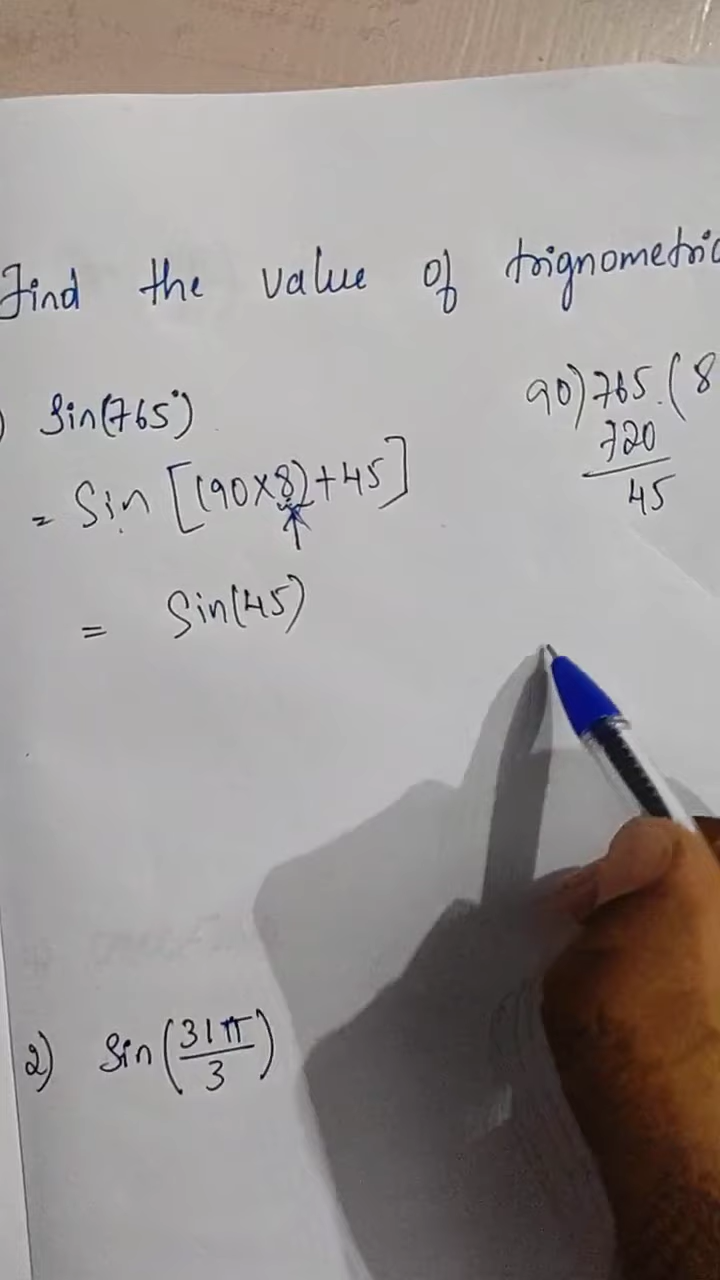 Find the value of trignometric
) Sin(765°)
90)765.(8
720
45
= Sin [(90×8)+45]
= Sin(45)
2) Sin(31π/3)